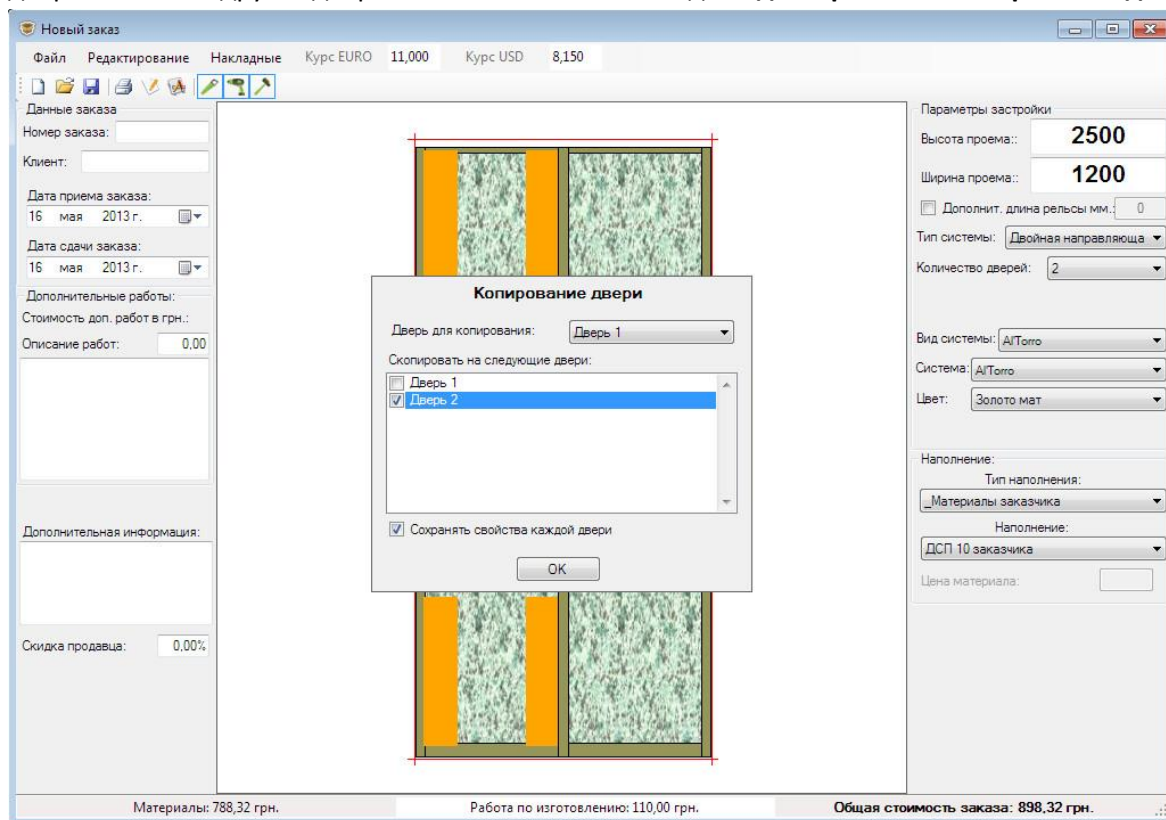 Новый заказ
Файл Редактирование Накладные Курс EURO 11,000 Курс USD 8,150
Данные заказа
Номер заказа:
Клиент:
Дата приема заказа:
16 мая 2013 г.
Дата сдачи заказа:
16 мая 2013 г.
Дополнительные работы:
Стоимость доп. работ в грн.:
Описание работ: 0,00
Дополнительная информация:
Скидка продавца: 0,00%
Копирование двери
Дверь для копирования: Дверь 1
Скопировать на следующие двери:
Дверь 1
Дверь 2
Сохранять свойства каждой двери
OK
Параметры застройки
Высота проема:: 2500
Ширина проема:: 1200
Дополнит. длина рельсы мм.: 0
Тип системы: Двойная направляюща
Количество дверей: 2
Вид системы: Al'Torro
Система: Al'Torro
Цвет: Золото мат
Наполнение:
Тип наполнения:
_Материалы заказчика
Наполнение:
ДСП 10 заказчика
Цена материала:
Материалы: 788,32 грн. Работа по изготовлению: 110,00 грн. Общая стоимость заказа: 898,32 грн.